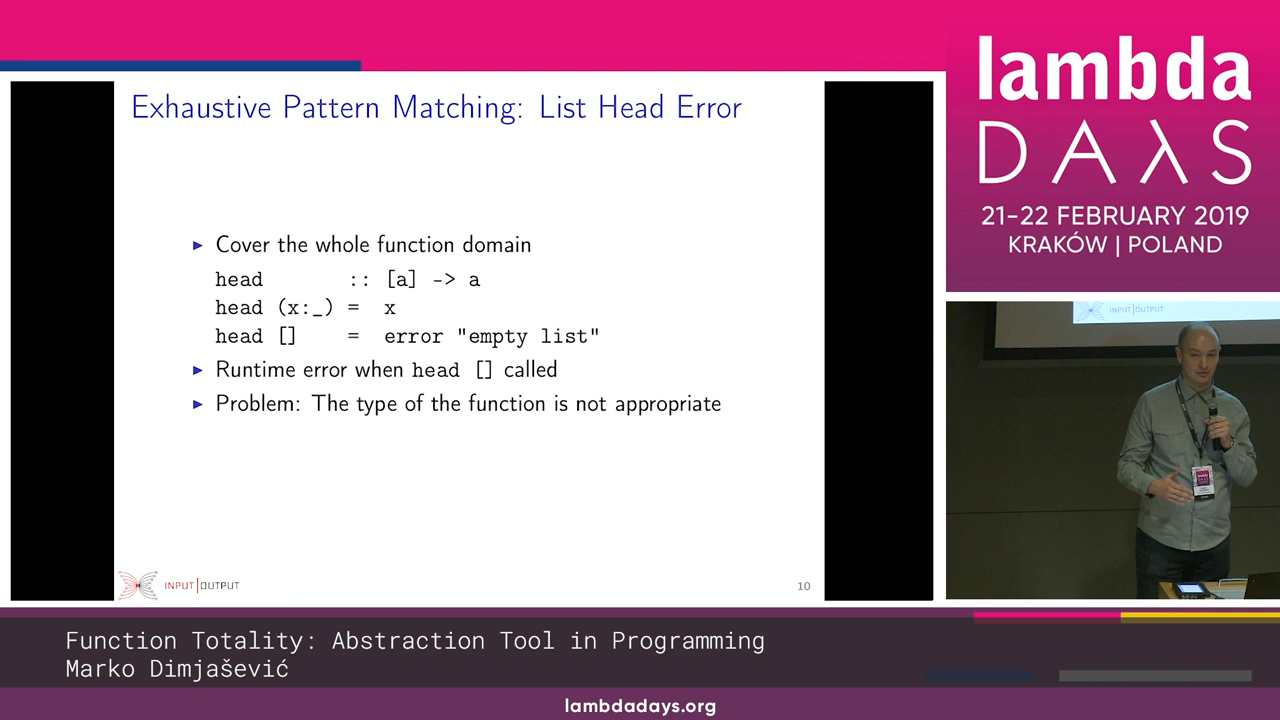 Exhaustive Pattern Matching: List Head Error
▶ Cover the whole function domain
head :: [a] -> a
head (x:_) = x
head [] = error "empty list"
▶ Runtime error when head [] called
▶ Problem: The type of the function is not appropriate
INPUT|OUTPUT
10
lambda
DAλS
21-22 FEBRUARY 2019
KRAKÓW | POLAND
INPUT|OUTPUT
Function Totality: Abstraction Tool in Programming
Marko Dimjašević
lambdadays.org